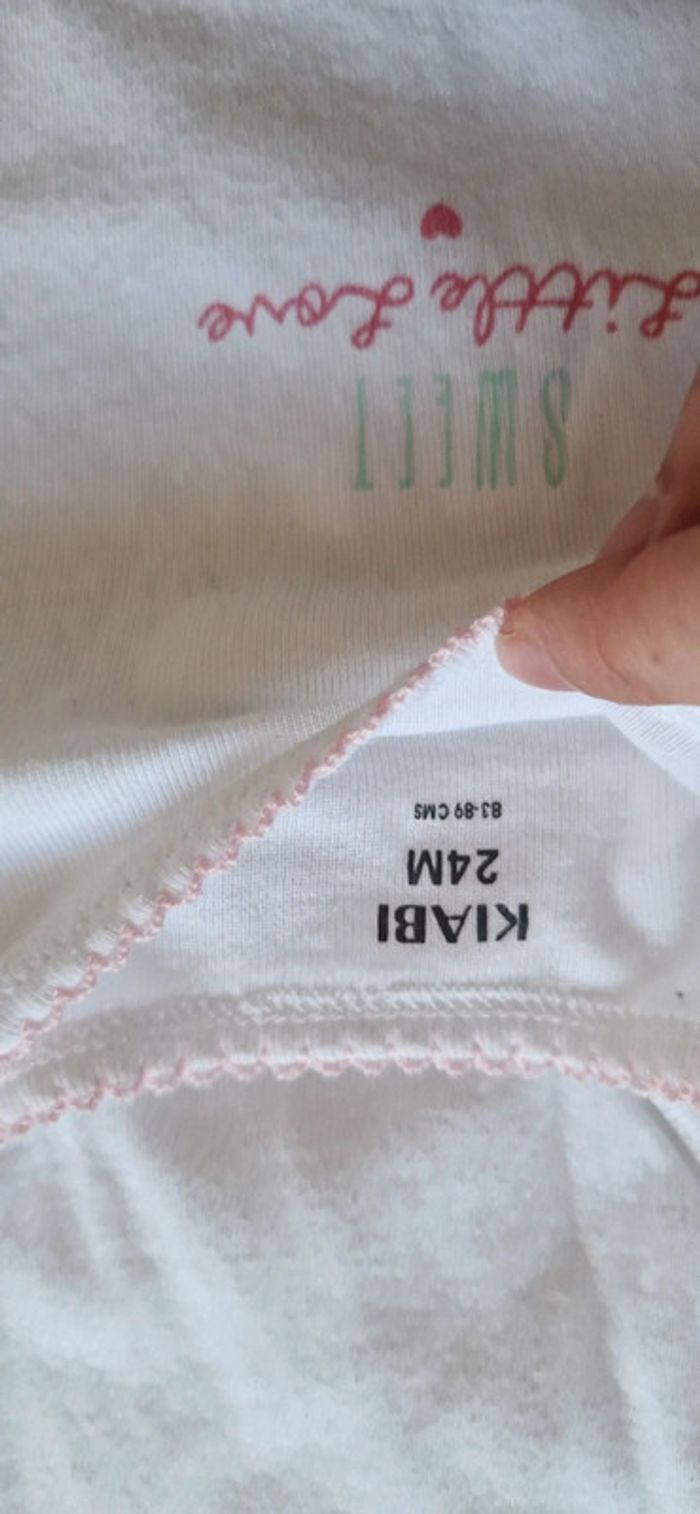 KIABI
24M
83-89 CMS
SWEET
Little Love